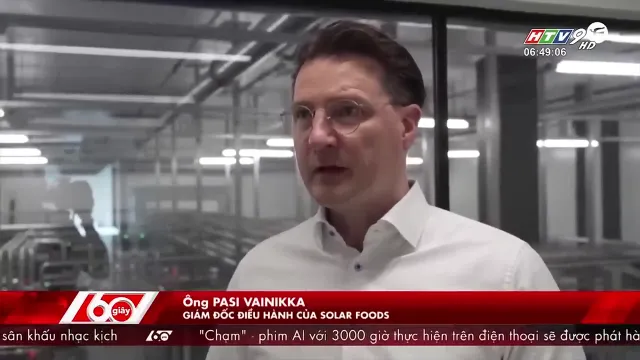 HTV9 HD
06:49:06
Ông PASI VAINIKKA
GIÁM ĐỐC ĐIỀU HÀNH CỦA SOLAR FOODS
60 giây
sân khấu nhạc kịch 60 giây "Chạm" - phim AI với 3000 giờ thực hiện trên điện thoại sẽ được phát hà